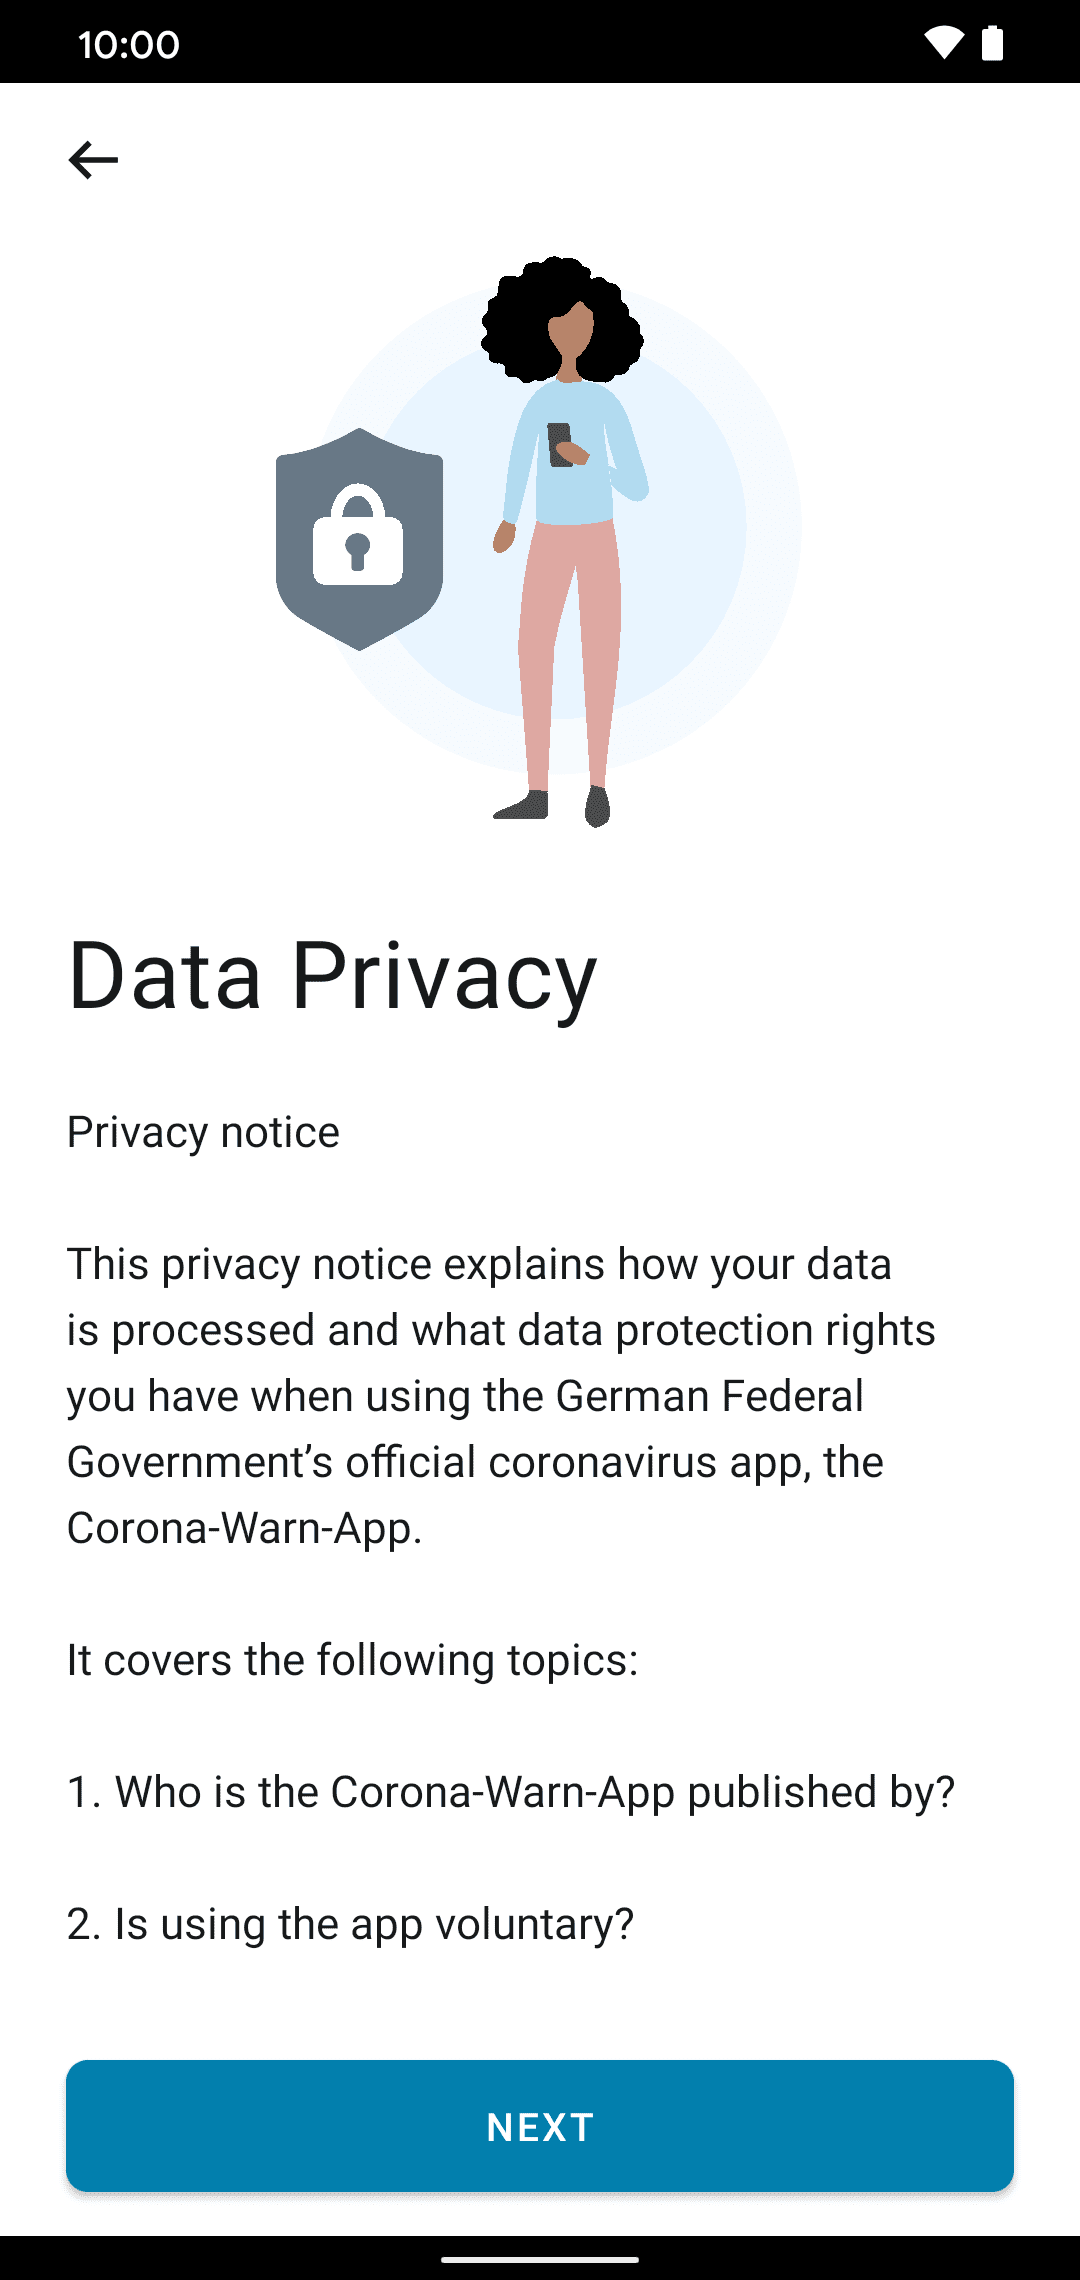 10:00
Data Privacy
Privacy notice
This privacy notice explains how your data
is processed and what data protection rights
you have when using the German Federal
Government’s official coronavirus app, the
Corona-Warn-App.
It covers the following topics:
1. Who is the Corona-Warn-App published by?
2. Is using the app voluntary?
NEXT